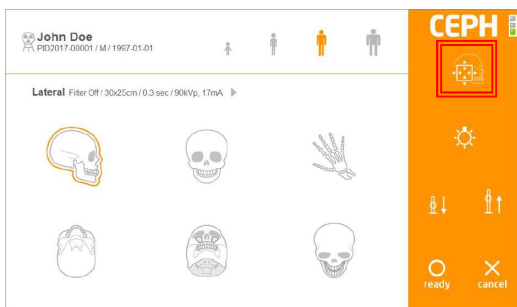 John Doe
PID2017-00001 / M / 1997-01-01
CEPH
Lateral Filter Off / 30x25cm / 0.3 sec / 90kVp, 17mA
ready
cancel